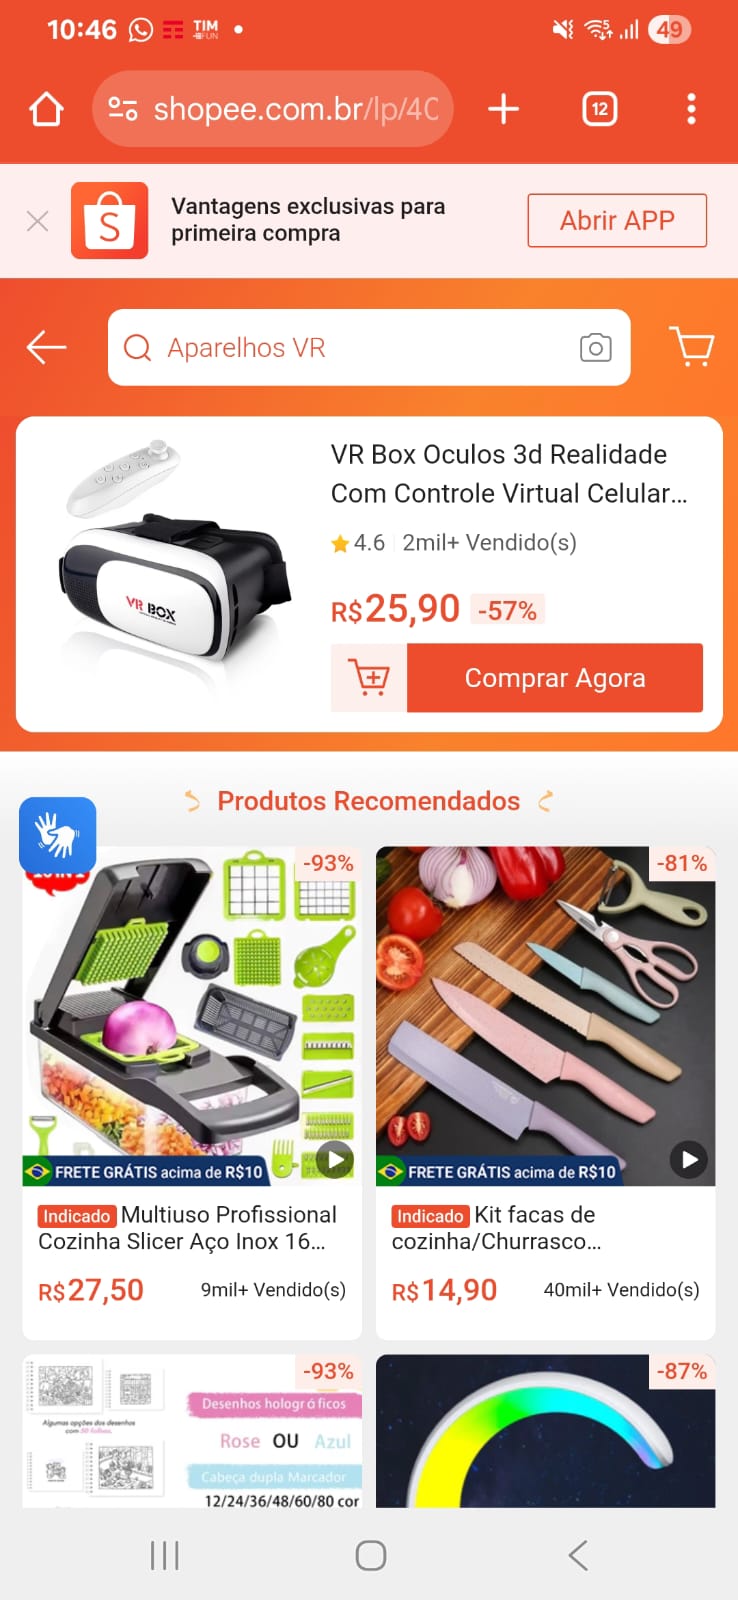 10:46
TIM
FUN
49
shopee.com.br/lp/4C
12
Vantagens exclusivas para
primeira compra
Abrir APP
Aparelhos VR
VR BOX
VR Box Oculos 3d Realidade
Com Controle Virtual Celular...
4.6 2mil+ Vendido(s)
R$25,90 -57%
Comprar Agora
Produtos Recomendados
-93%
-81%
FRETE GRÁTIS acima de R$10
FRETE GRÁTIS acima de R$10
Indicado Multiuso Profissional
Cozinha Slicer Aço Inox 16...
R$27,50 9mil+ Vendido(s)
Indicado Kit facas de
cozinha/Churrasco...
R$14,90 40mil+ Vendido(s)
-93%
Algumas opções dos desenhos
com 50 folhas.
Desenhos hologr á ficos
Rose OU Azul
Cabeça dupla Marcador
12/24/36/48/60/80 cor
-87%